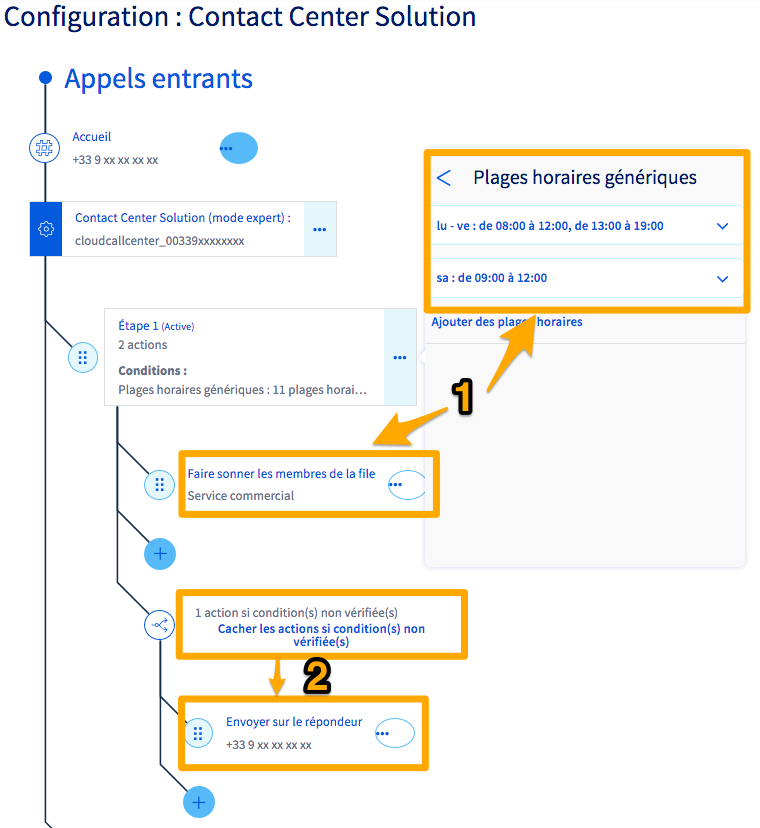 Configuration : Contact Center Solution
Appels entrants
Accueil
+33 9 xx xx xx xx
Contact Center Solution (mode expert) :
cloudcallcenter_00339xxxxxxxx
Étape 1 (Active)
2 actions
Conditions :
Plages horaires génériques : 11 plages horai...
Plages horaires génériques
lu - ve : de 08:00 à 12:00, de 13:00 à 19:00
sa : de 09:00 à 12:00
Ajouter des plages horaires
1
Faire sonner les membres de la file
Service commercial
1 action si condition(s) non vérifiée(s)
Cacher les actions si condition(s) non
vérifiée(s)
2
Envoyer sur le répondeur
+33 9 xx xx xx xx